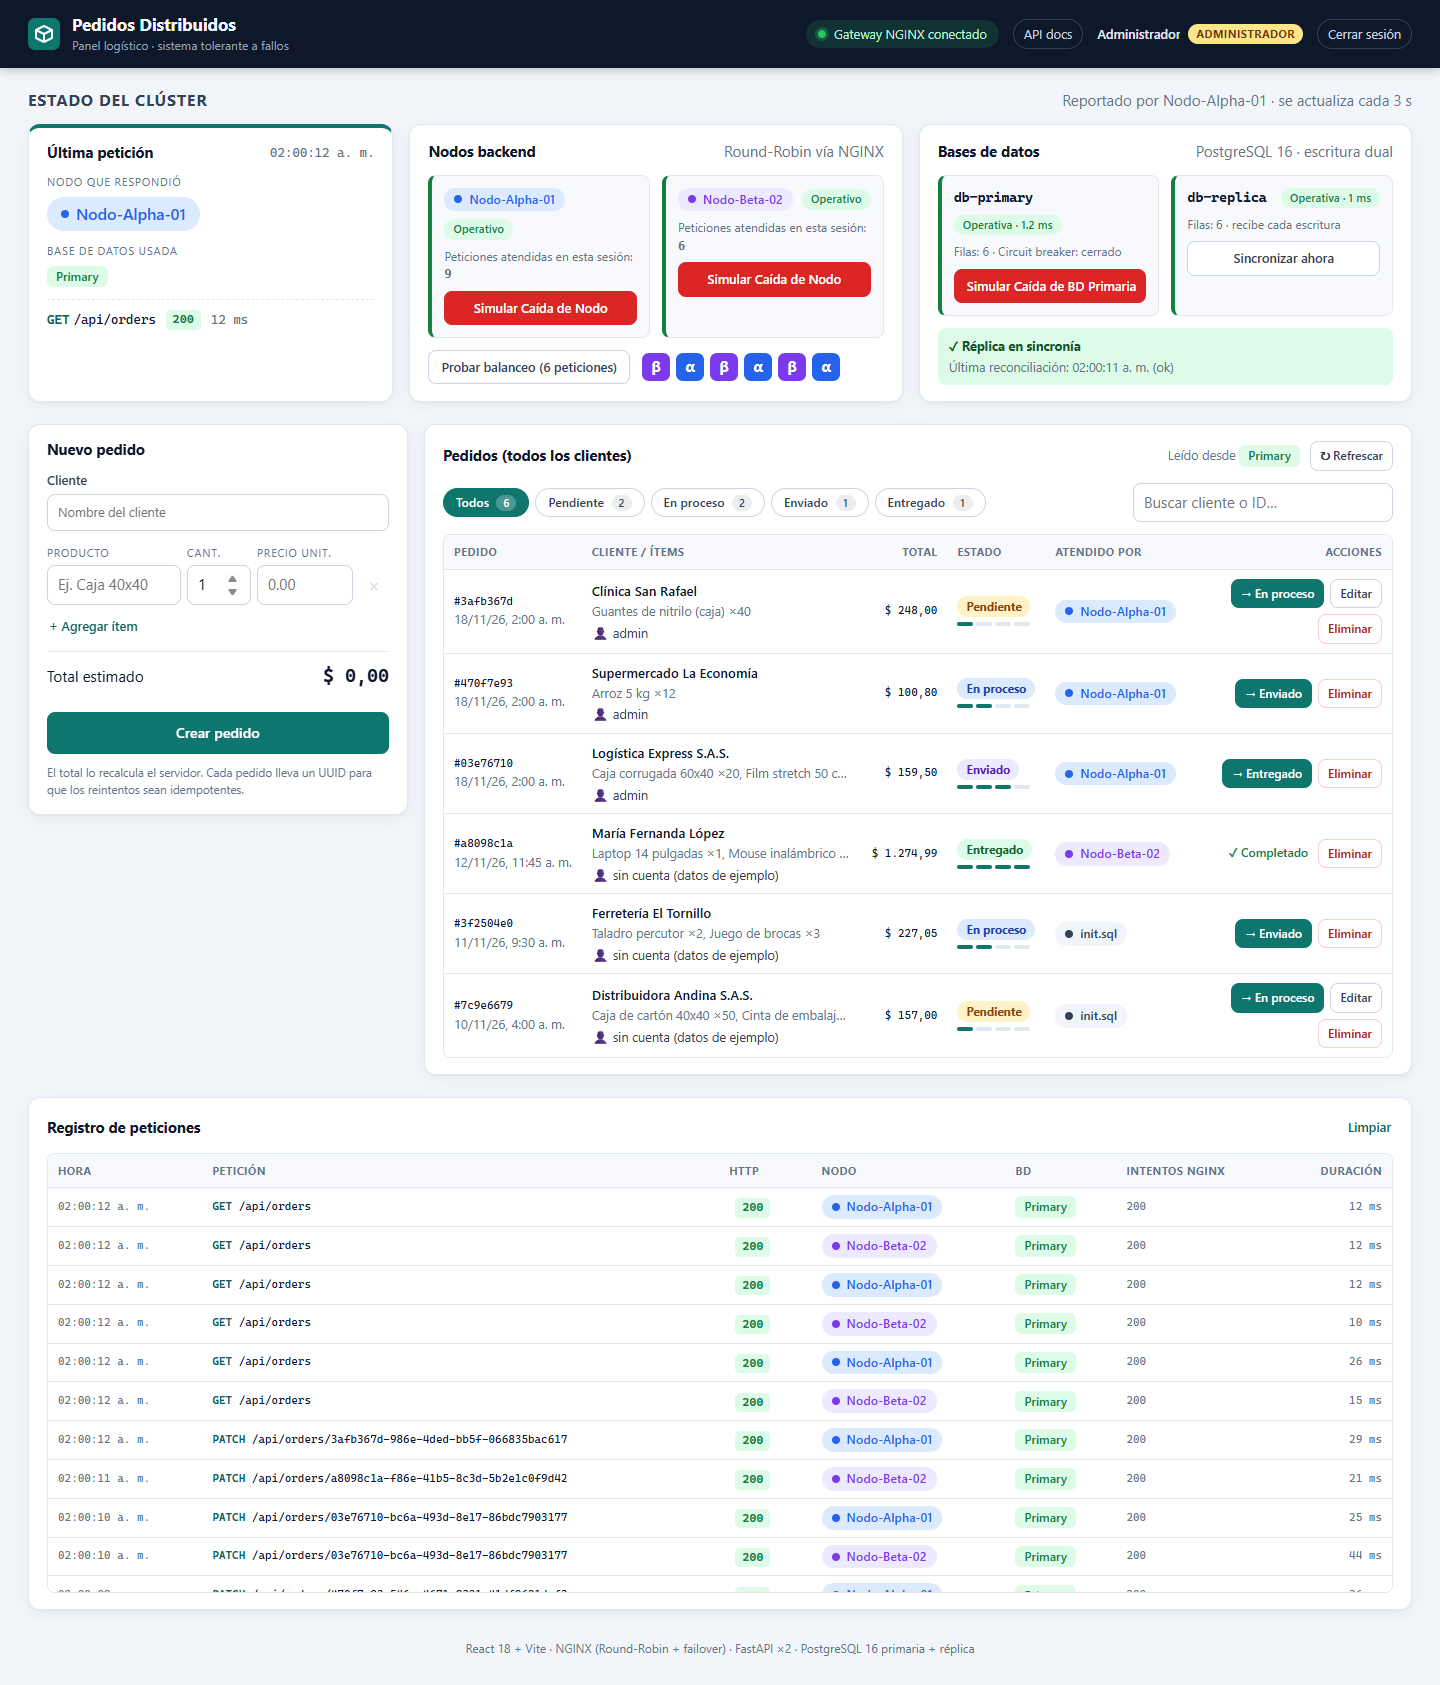 Pedidos Distribuidos
Panel logístico · sistema tolerante a fallos
Gateway NGINX conectado
API docs
Administrador
ADMINISTRADOR
Cerrar sesión
ESTADO DEL CLÚSTER
Reportado por Nodo-Alpha-01 · se actualiza cada 3 s
Última petición
02:00:12 a. m.
NODO QUE RESPONDIÓ
Nodo-Alpha-01
BASE DE DATOS USADA
Primary
GET /api/orders 200 12 ms
Nodos backend
Round-Robin vía NGINX
Nodo-Alpha-01
Operativo
Peticiones atendidas en esta sesión:
9
Simular Caída de Nodo
Nodo-Beta-02 Operativo
Peticiones atendidas en esta sesión:
6
Simular Caída de Nodo
Probar balanceo (6 peticiones) β α β α β α
Bases de datos
PostgreSQL 16 · escritura dual
db-primary
Operativa · 1.2 ms
Filas: 6 · Circuit breaker: cerrado
Simular Caída de BD Primaria
db-replica Operativa · 1 ms
Filas: 6 · recibe cada escritura
Sincronizar ahora
✓ Réplica en sincronía
Última reconciliación: 02:00:11 a. m. (ok)
Nuevo pedido
Cliente
Nombre del cliente
PRODUCTO CANT. PRECIO UNIT.
Ej. Caja 40x40 1 0.00 ×
+ Agregar ítem
Total estimado $ 0,00
Crear pedido
El total lo recalcula el servidor. Cada pedido lleva un UUID para
que los reintentos sean idempotentes.
Pedidos (todos los clientes)
Leído desde Primary ↻ Refrescar
Todos 6 Pendiente 2 En proceso 2 Enviado 1 Entregado 1
Buscar cliente o ID...
PEDIDO CLIENTE / ÍTEMS TOTAL ESTADO ATENDIDO POR ACCIONES
#3afb367d
18/11/26, 2:00 a. m.
Clínica San Rafael
Guantes de nitrilo (caja) ×40
admin
$ 248,00 Pendiente Nodo-Alpha-01 → En proceso Editar
Eliminar
#470f7e93
18/11/26, 2:00 a. m.
Supermercado La Economía
Arroz 5 kg ×12
admin
$ 100,80 En proceso Nodo-Alpha-01 → Enviado Eliminar
#03e76710
18/11/26, 2:00 a. m.
Logística Express S.A.S.
Caja corrugada 60x40 ×20, Film stretch 50 c...
admin
$ 159,50 Enviado Nodo-Alpha-01 → Entregado Eliminar
#a8098c1a
12/11/26, 11:45 a. m.
María Fernanda López
Laptop 14 pulgadas ×1, Mouse inalámbrico ...
sin cuenta (datos de ejemplo)
$ 1.274,99 Entregado Nodo-Beta-02 ✓ Completado Eliminar
#3f2504e0
11/11/26, 9:30 a. m.
Ferretería El Tornillo
Taladro percutor ×2, Juego de brocas ×3
sin cuenta (datos de ejemplo)
$ 227,05 En proceso init.sql → Enviado Eliminar
#7c9e6679
10/11/26, 4:00 a. m.
Distribuidora Andina S.A.S.
Caja de cartón 40x40 ×50, Cinta de embalaj...
sin cuenta (datos de ejemplo)
$ 157,00 Pendiente init.sql → En proceso Editar
Eliminar
Registro de peticiones
Limpiar
HORA PETICIÓN HTTP NODO BD INTENTOS NGINX DURACIÓN
02:00:12 a. m. GET /api/orders 200 Nodo-Alpha-01 Primary 200 12 ms
02:00:12 a. m. GET /api/orders 200 Nodo-Beta-02 Primary 200 12 ms
02:00:12 a. m. GET /api/orders 200 Nodo-Alpha-01 Primary 200 12 ms
02:00:12 a. m. GET /api/orders 200 Nodo-Beta-02 Primary 200 10 ms
02:00:12 a. m. GET /api/orders 200 Nodo-Alpha-01 Primary 200 26 ms
02:00:12 a. m. GET /api/orders 200 Nodo-Beta-02 Primary 200 15 ms
02:00:12 a. m. PATCH /api/orders/3afb367d-986e-4ded-bb5f-066835bac617 200 Nodo-Alpha-01 Primary 200 29 ms
02:00:11 a. m. PATCH /api/orders/a8098c1a-f86e-41b5-8c3d-5b2e1c0f9d42 200 Nodo-Beta-02 Primary 200 21 ms
02:00:10 a. m. PATCH /api/orders/03e76710-bc6a-493d-8e17-86bdc7903177 200 Nodo-Alpha-01 Primary 200 25 ms
02:00:10 a. m. PATCH /api/orders/03e76710-bc6a-493d-8e17-86bdc7903177 200 Nodo-Beta-02 Primary 200 44 ms
React 18 + Vite · NGINX (Round-Robin + failover) · FastAPI ×2 · PostgreSQL 16 primaria + réplica